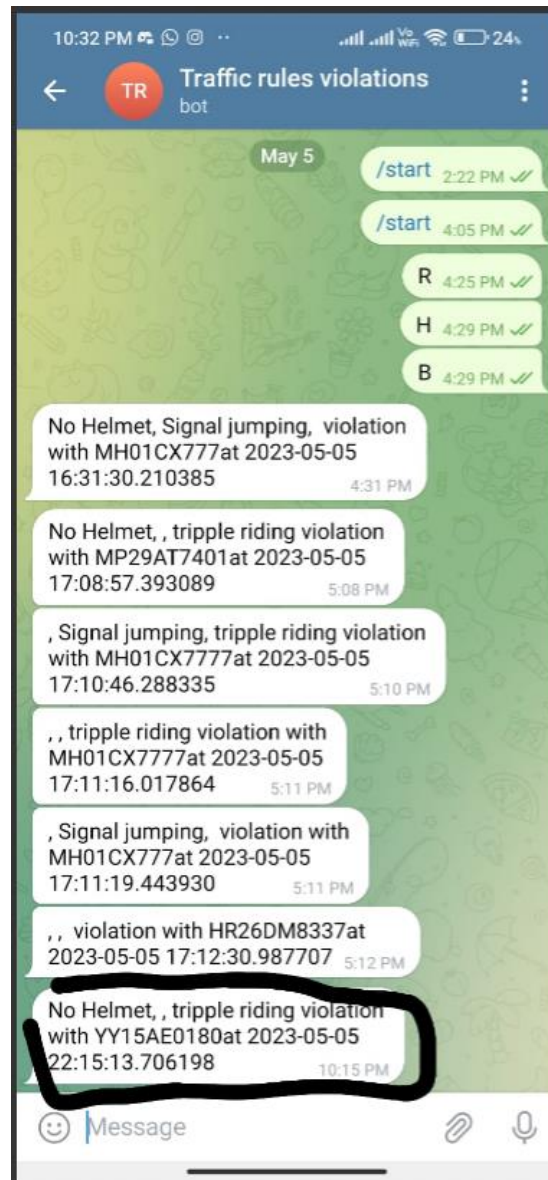 10:32 PM
Vo
WiFi
24%
TR
Traffic rules violations
bot
May 5
/start 2:22 PM
/start 4:05 PM
R 4:25 PM
H 4:29 PM
B 4:29 PM
No Helmet, Signal jumping,  violation
with MH01CX777at 2023-05-05
16:31:30.210385
4:31 PM
No Helmet, , tripple riding violation
with MP29AT7401at 2023-05-05
17:08:57.393089
5:08 PM
, Signal jumping, tripple riding violation
with MH01CX7777at 2023-05-05
17:10:46.288335
5:10 PM
, , tripple riding violation with
MH01CX7777at 2023-05-05
17:11:16.017864
5:11 PM
, Signal jumping,  violation with
MH01CX777at 2023-05-05
17:11:19.443930
5:11 PM
, ,  violation with HR26DM8337at
2023-05-05 17:12:30.987707
5:12 PM
No Helmet, , tripple riding violation
with YY15AE0180at 2023-05-05
22:15:13.706198
10:15 PM
Message